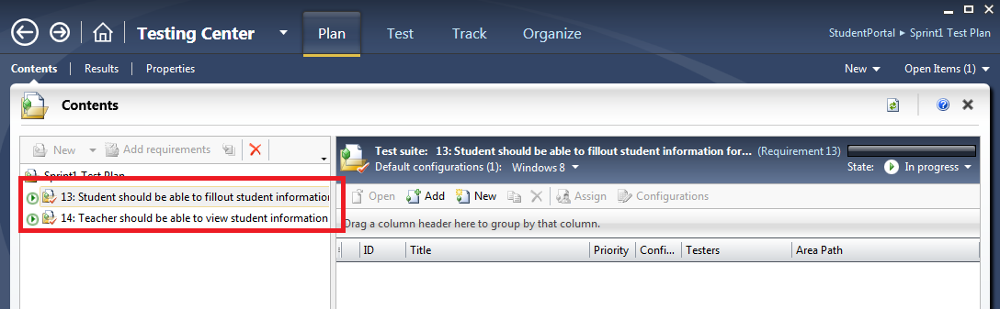 Testing Center Plan Test Track Organize StudentPortal ▸ Sprint1 Test Plan
Contents Results Properties New Open Items (1)
Contents
New Add requirements
Sprint1 Test Plan
13: Student should be able to fillout student information
14: Teacher should be able to view student information
Test suite: 13: Student should be able to fillout student information for... (Requirement 13)
Default configurations (1): Windows 8 State: In progress
Open Add New Assign Configurations
Drag a column header here to group by that column.
ID Title Priority Confi... Testers Area Path